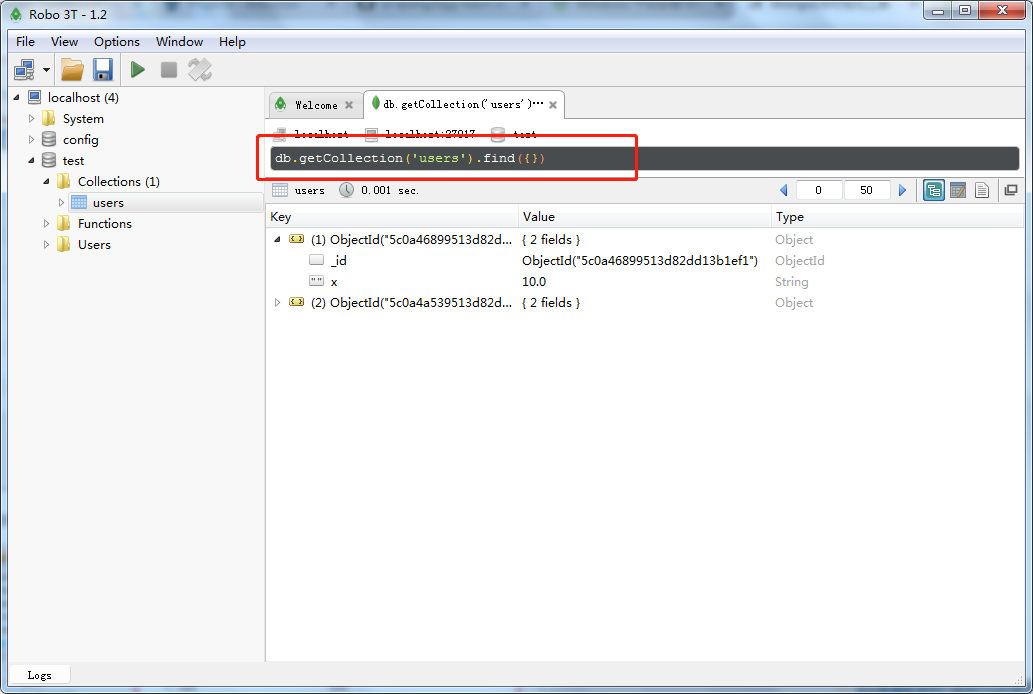 Robo 3T - 1.2
File View Options Window Help
localhost (4)
System
config
test
Collections (1)
users
Functions
Users
Welcome
db.getCollection('users')···
localhost localhost:27017 test
db.getCollection('users').find({})
users 0.001 sec. 0 50
Key Value Type
(1) ObjectId("5c0a46899513d82d... { 2 fields } Object
_id ObjectId("5c0a46899513d82dd13b1ef1") ObjectId
"" x 10.0 String
(2) ObjectId("5c0a4a539513d82d... { 2 fields } Object
Logs